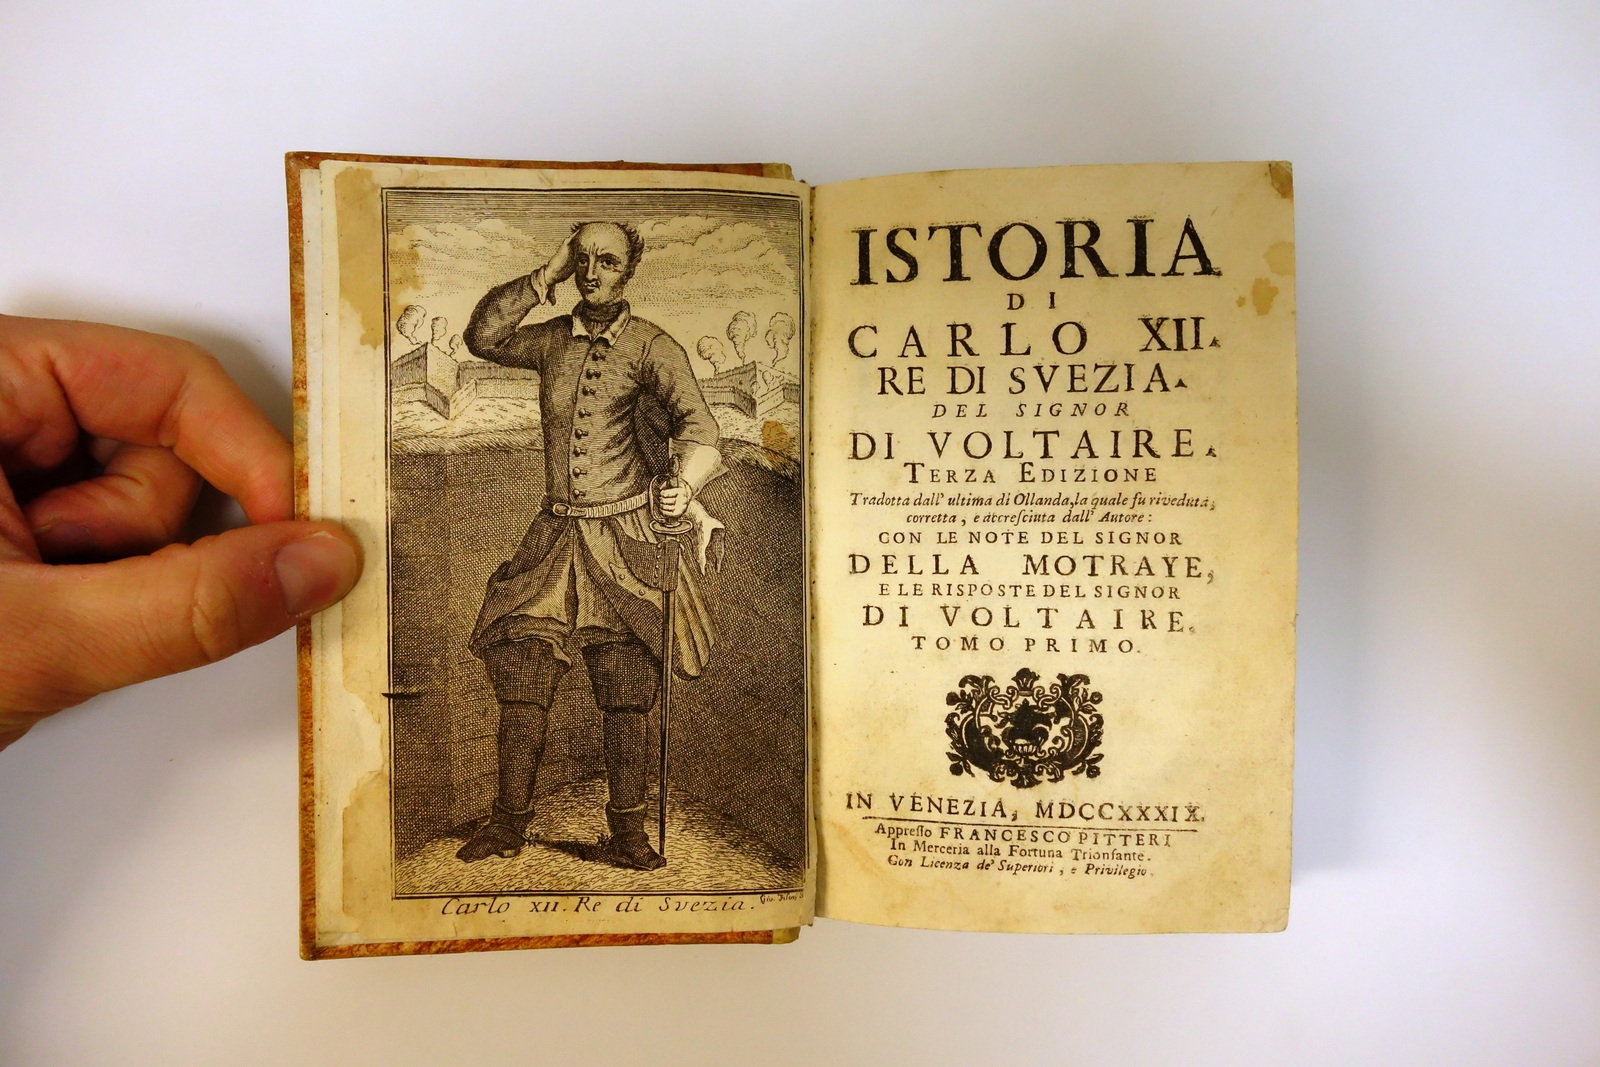 Carlo XII. Re di Svezia.
Gio.
ISTORIA
DI
CARLO XII.
RE DI SVEZIA.
DEL SIGNOR
DI VOLTAIRE.
TERZA EDIZIONE
Tradotta dall' ultima di Ollanda, la quale fu riveduta,
corretta, e accreſciuta dall' Autore:
CON LE NOTE DEL SIGNOR
DELLA MOTRAYE,
E LE RISPOSTE DEL SIGNOR
DI VOLTAIRE.
TOMO PRIMO.
IN VENEZIA, MDCCXXXIX.
Appreſſo FRANCESCO PITTERI
In Merceria alla Fortuna Trionfante.
Con Licenza de' Superiori, e Privilegio.